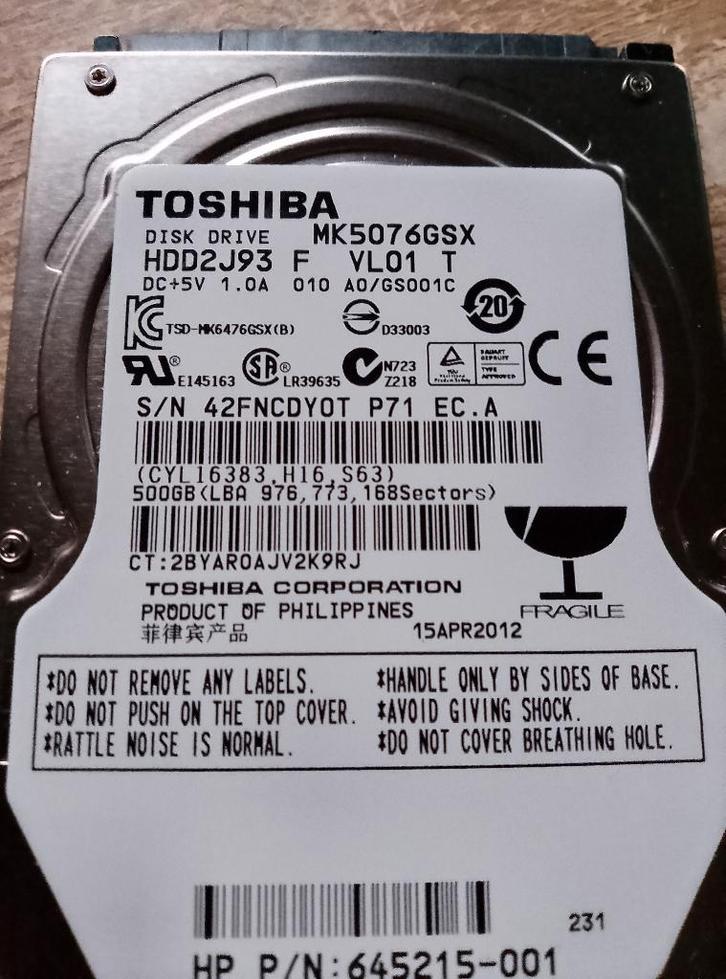 TOSHIBA
DISK DRIVE MK5076GSX
HDD2J93 F VL01 T
DC+5V 1.0A 010 A0/GS001C
20
TSD-MK6476GSX(B) D33003
E145163 LR39635 N723
Z218
CE
S/N 42FNCDY0T P71 EC.A
(CYL16383,H16,S63)
500GB(LBA 976,773,168Sectors)
CT:2BYAR0AJV2K9RJ
TOSHIBA CORPORATION
PRODUCT OF PHILIPPINES
FRAGILE
菲律宾产品 15APR2012
*DO NOT REMOVE ANY LABELS. *HANDLE ONLY BY SIDES OF BASE.
*DO NOT PUSH ON THE TOP COVER. *AVOID GIVING SHOCK.
*RATTLE NOISE IS NORMAL. *DO NOT COVER BREATHING HOLE.
231
HP P/N:645215-001